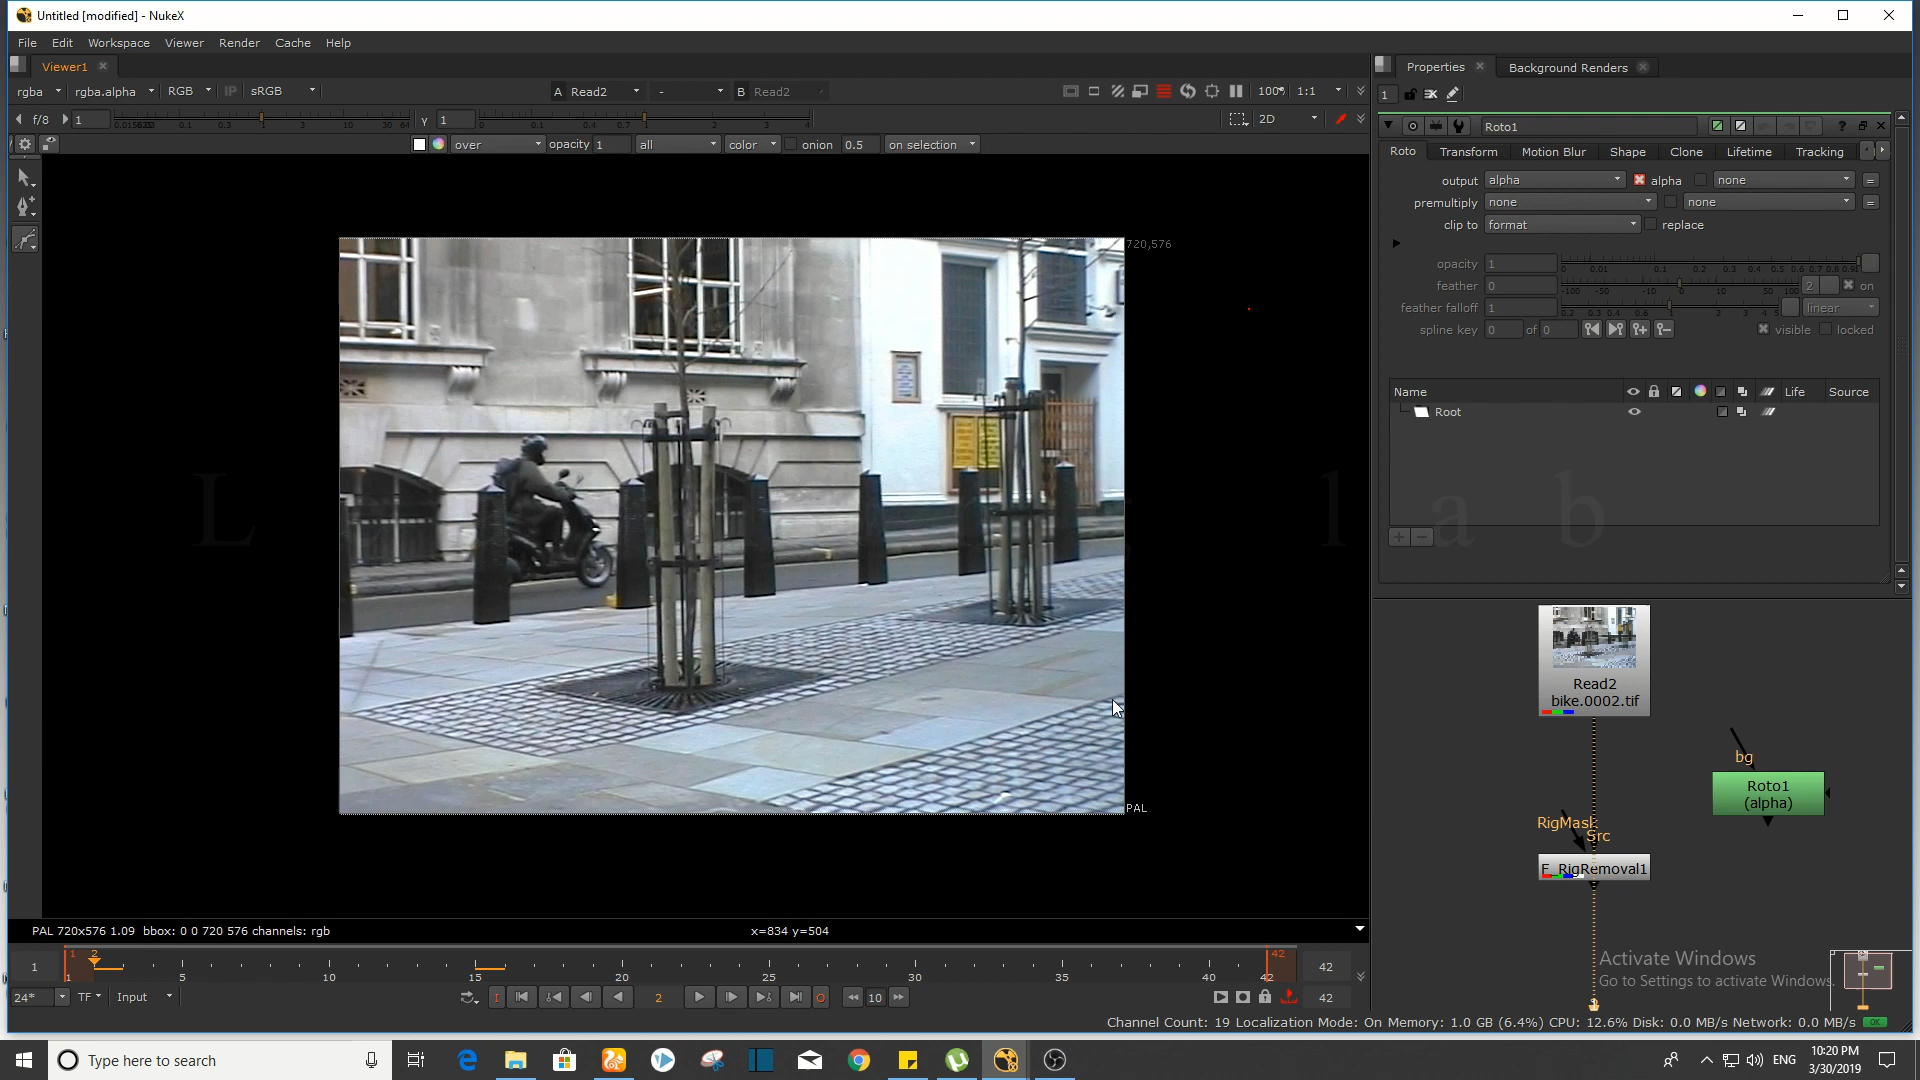 Untitled [modified] - NukeX
File Edit Workspace Viewer Render Cache Help
Viewer1
Properties
Background Renders
rgba rgba.alpha RGB IP sRGB A Read2 - B Read2 100% 1:1
1
f/8 1 γ 1 2D
over opacity 1 all color onion 0.5 on selection
Roto1
Roto Transform Motion Blur Shape Clone Lifetime Tracking
output alpha alpha none =
premultiply none none =
clip to format replace
opacity 1
feather 0 2 on
feather falloff 1 linear
spline key 0 of 0 visible locked
Name Life Source
Root
720,576
L l a b
Read2
bike.0002.tif
bg
Roto1
(alpha)
RigMask
Src
F_RigRemoval1
PAL
PAL 720x576 1.09 bbox: 0 0 720 576 channels: rgb x=834 y=504
1 1 2 5 10 15 20 25 30 35 40 42 42 42
24* TF Input 2 10 42
Activate Windows
Go to Settings to activate Windows.
Channel Count: 19 Localization Mode: On Memory: 1.0 GB (6.4%) CPU: 12.6% Disk: 0.0 MB/s Network: 0.0 MB/s OK
Type here to search
ENG
10:20 PM
3/30/2019